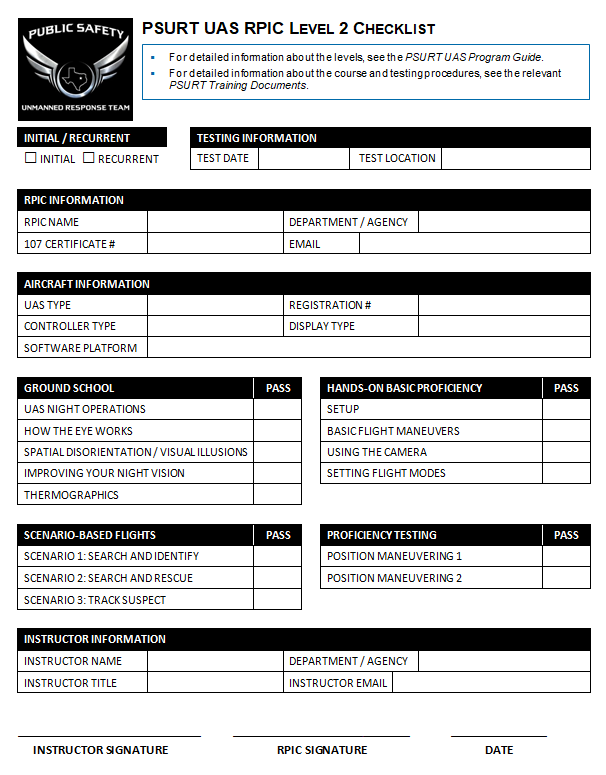 PUBLIC SAFETY
UNMANNED RESPONSE TEAM
PSURT UAS RPIC LEVEL 2 CHECKLIST
▪ For detailed information about the levels, see the PSURT UAS Program Guide.
▪ For detailed information about the course and testing procedures, see the relevant
PSURT Training Documents.
INITIAL / RECURRENT
☐ INITIAL ☐ RECURRENT
TESTING INFORMATION
TEST DATE TEST LOCATION
RPIC INFORMATION
RPIC NAME DEPARTMENT / AGENCY
107 CERTIFICATE # EMAIL
AIRCRAFT INFORMATION
UAS TYPE REGISTRATION #
CONTROLLER TYPE DISPLAY TYPE
SOFTWARE PLATFORM
GROUND SCHOOL PASS
UAS NIGHT OPERATIONS
HOW THE EYE WORKS
SPATIAL DISORIENTATION / VISUAL ILLUSIONS
IMPROVING YOUR NIGHT VISION
THERMOGRAPHICS
HANDS-ON BASIC PROFICIENCY PASS
SETUP
BASIC FLIGHT MANEUVERS
USING THE CAMERA
SETTING FLIGHT MODES
SCENARIO-BASED FLIGHTS PASS
SCENARIO 1: SEARCH AND IDENTIFY
SCENARIO 2: SEARCH AND RESCUE
SCENARIO 3: TRACK SUSPECT
PROFICIENCY TESTING PASS
POSITION MANEUVERING 1
POSITION MANEUVERING 2
INSTRUCTOR INFORMATION
INSTRUCTOR NAME DEPARTMENT / AGENCY
INSTRUCTOR TITLE INSTRUCTOR EMAIL
INSTRUCTOR SIGNATURE RPIC SIGNATURE DATE